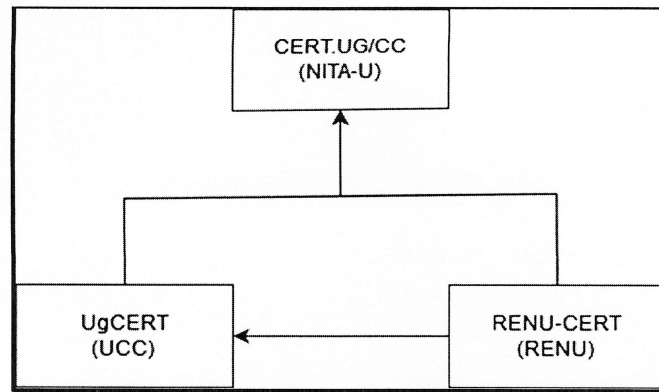 CERT.UG/CC
(NITA-U)
UgCERT
(UCC)
RENU-CERT
(RENU)